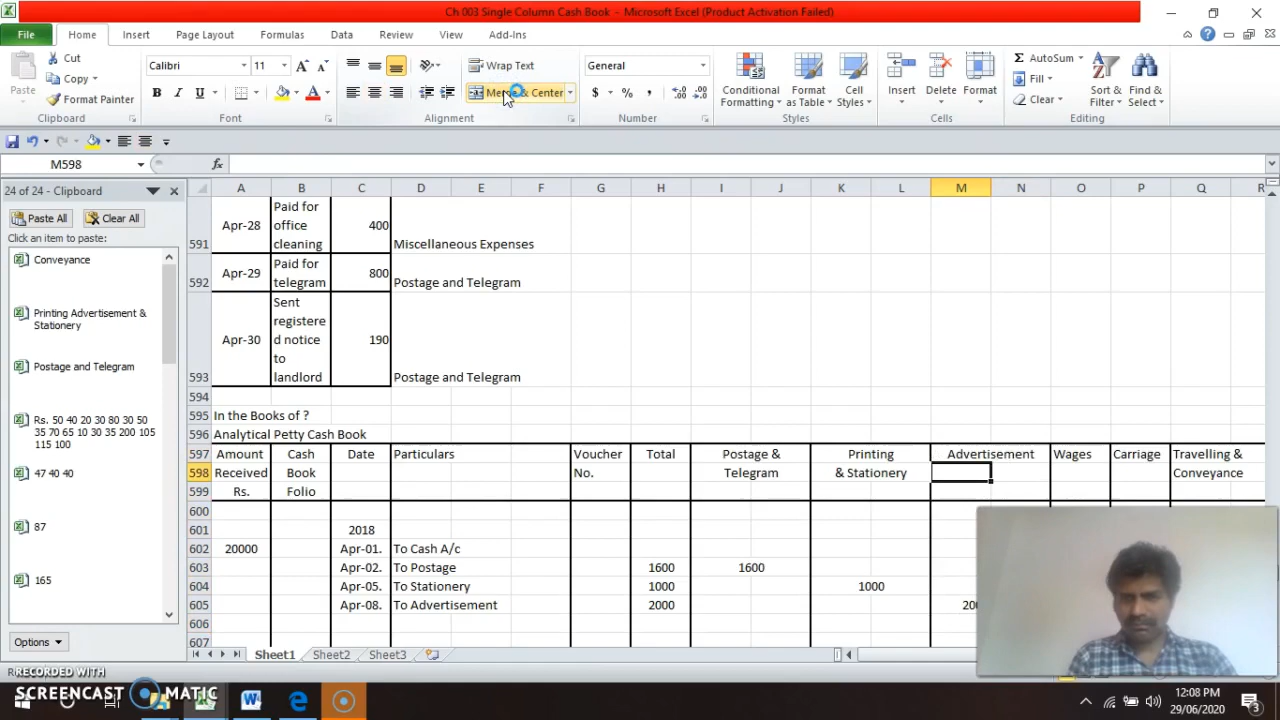 Ch 003 Single Column Cash Book - Microsoft Excel (Product Activation Failed)
File Home Insert Page Layout Formulas Data Review View Add-Ins
Paste
Cut
Copy
Format Painter
Clipboard
Calibri 11
B I U
Font
Wrap Text
Merge & Center
Alignment
General
$ % ,
Number
Conditional Formatting
Format as Table
Cell Styles
Styles
Insert Delete Format
Cells
AutoSum
Fill
Clear
Sort & Filter
Find & Select
Editing
M598 fx
24 of 24 - Clipboard
Paste All Clear All
Click an item to paste:
Conveyance
Printing Advertisement &
Stationery
Postage and Telegram
Rs. 50 40 20 30 80 30 50
35 70 65 10 30 35 200 105
115 100
47 40 40
87
165
Options
A B C D E F G H I J K L M N O P Q R
591 Apr-28 Paid for office cleaning 400 Miscellaneous Expenses
592 Apr-29 Paid for telegram 800 Postage and Telegram
593 Apr-30 Sent registere d notice to landlord 190 Postage and Telegram
594
595 In the Books of ?
596 Analytical Petty Cash Book
597 Amount Cash Date Particulars Voucher Total Postage & Printing Advertisement Wages Carriage Travelling &
598 Received Book No. Telegram & Stationery Conveyance
599 Rs. Folio
600
601 2018
602 20000 Apr-01. To Cash A/c
603 Apr-02. To Postage 1600 1600
604 Apr-05. To Stationery 1000 1000
605 Apr-08. To Advertisement 2000
606
607
Sheet1 Sheet2 Sheet3
RECORDED WITH
SCREENCAST MATIC
12:08 PM
29/06/2020
3